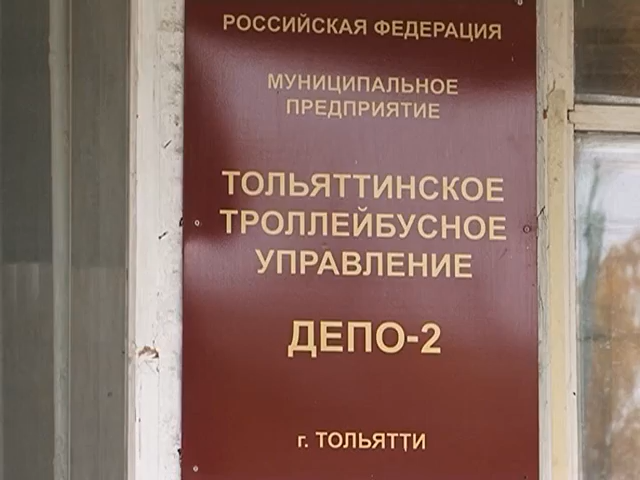 РОССИЙСКАЯ ФЕДЕРАЦИЯ
МУНИЦИПАЛЬНОЕ
ПРЕДПРИЯТИЕ
ТОЛЬЯТТИНСКОЕ
ТРОЛЛЕЙБУСНОЕ
УПРАВЛЕНИЕ
ДЕПО-2
г. ТОЛЬЯТТИ